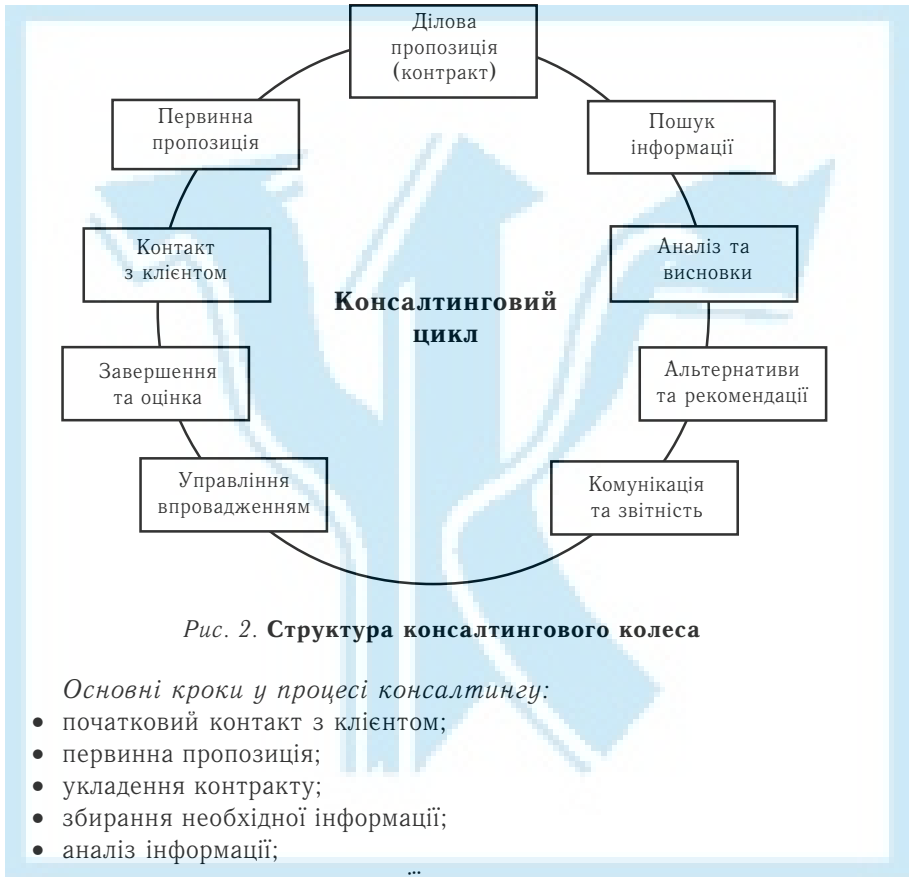 Ділова
пропозиція
(контракт)
Первинна
пропозиція
Пошук
інформації
Контакт
з клієнтом
Аналіз та
висновки
Консалтинговий
цикл
Завершення
та оцінка
Альтернативи
та рекомендації
Управління
впровадженням
Комунікація
та звітність
Рис. 2. Структура консалтингового колеса
Основні кроки у процесі консалтингу:
• початковий контакт з клієнтом;
• первинна пропозиція;
• укладення контракту;
• збирання необхідної інформації;
• аналіз інформації;